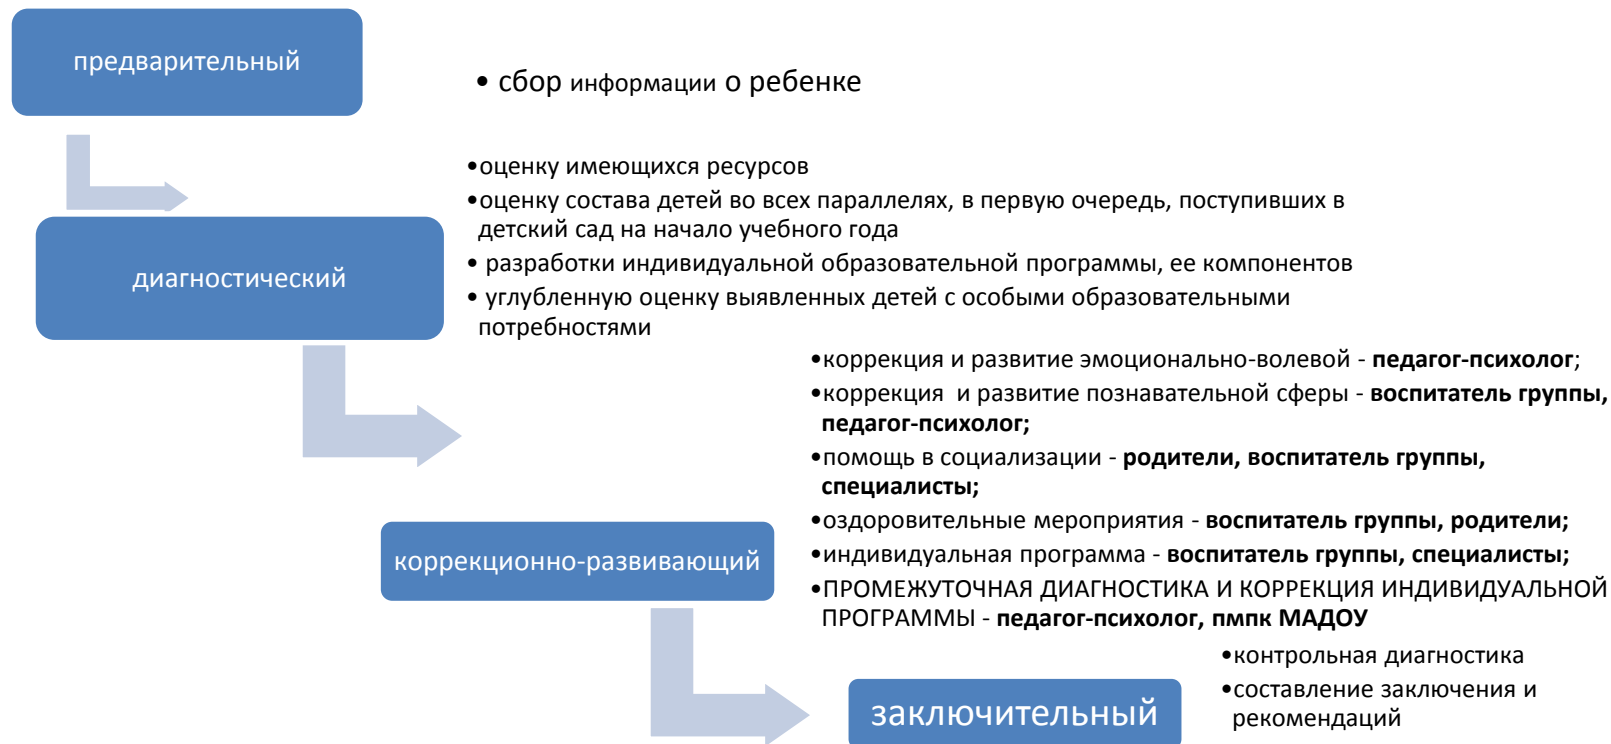 предварительный
• сбор информации о ребенке
•оценку имеющихся ресурсов
•оценку состава детей во всех параллелях, в первую очередь, поступивших в
детский сад на начало учебного года
• разработки индивидуальной образовательной программы, ее компонентов
• углубленную оценку выявленных детей с особыми образовательными
потребностями
диагностический
•коррекция и развитие эмоционально-волевой - педагог-психолог;
•коррекция и развитие познавательной сферы - воспитатель группы,
педагог-психолог;
•помощь в социализации - родители, воспитатель группы,
специалисты;
•оздоровительные мероприятия - воспитатель группы, родители;
•индивидуальная программа - воспитатель группы, специалисты;
•ПРОМЕЖУТОЧНАЯ ДИАГНОСТИКА И КОРРЕКЦИЯ ИНДИВИДУАЛЬНОЙ
ПРОГРАММЫ - педагог-психолог, пмпк МАДОУ
коррекционно-развивающий
•контрольная диагностика
•составление заключения и
рекомендаций
заключительный